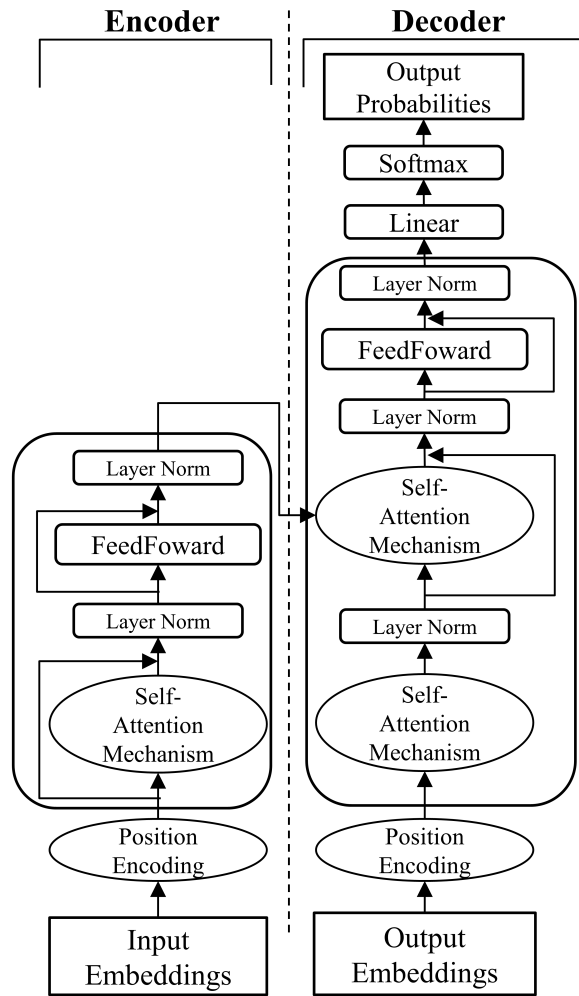 Encoder
Layer Norm
FeedFoward
Layer Norm
Self-
Attention
Mechanism
Position
Encoding
Input
Embeddings
Decoder
Output
Probabilities
Softmax
Linear
Layer Norm
FeedFoward
Layer Norm
Self-
Attention
Mechanism
Layer Norm
Self-
Attention
Mechanism
Position
Encoding
Output
Embeddings